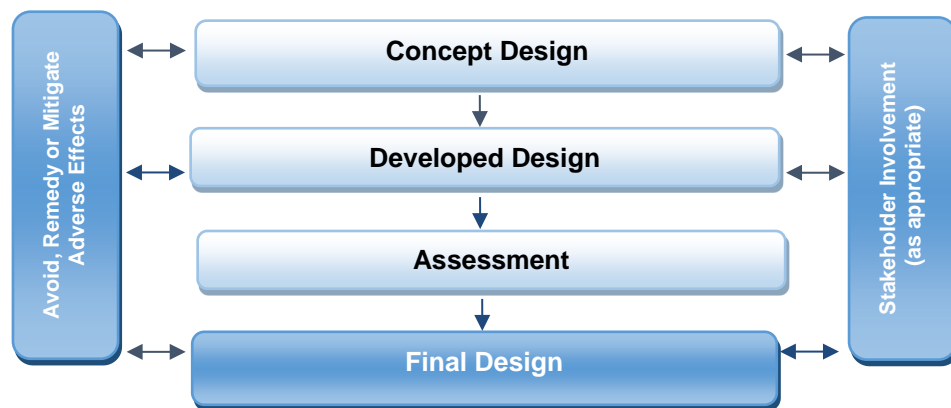 Avoid, Remedy or Mitigate
Adverse Effects
Concept Design
Developed Design
Assessment
Final Design
Stakeholder Involvement
(as appropriate)